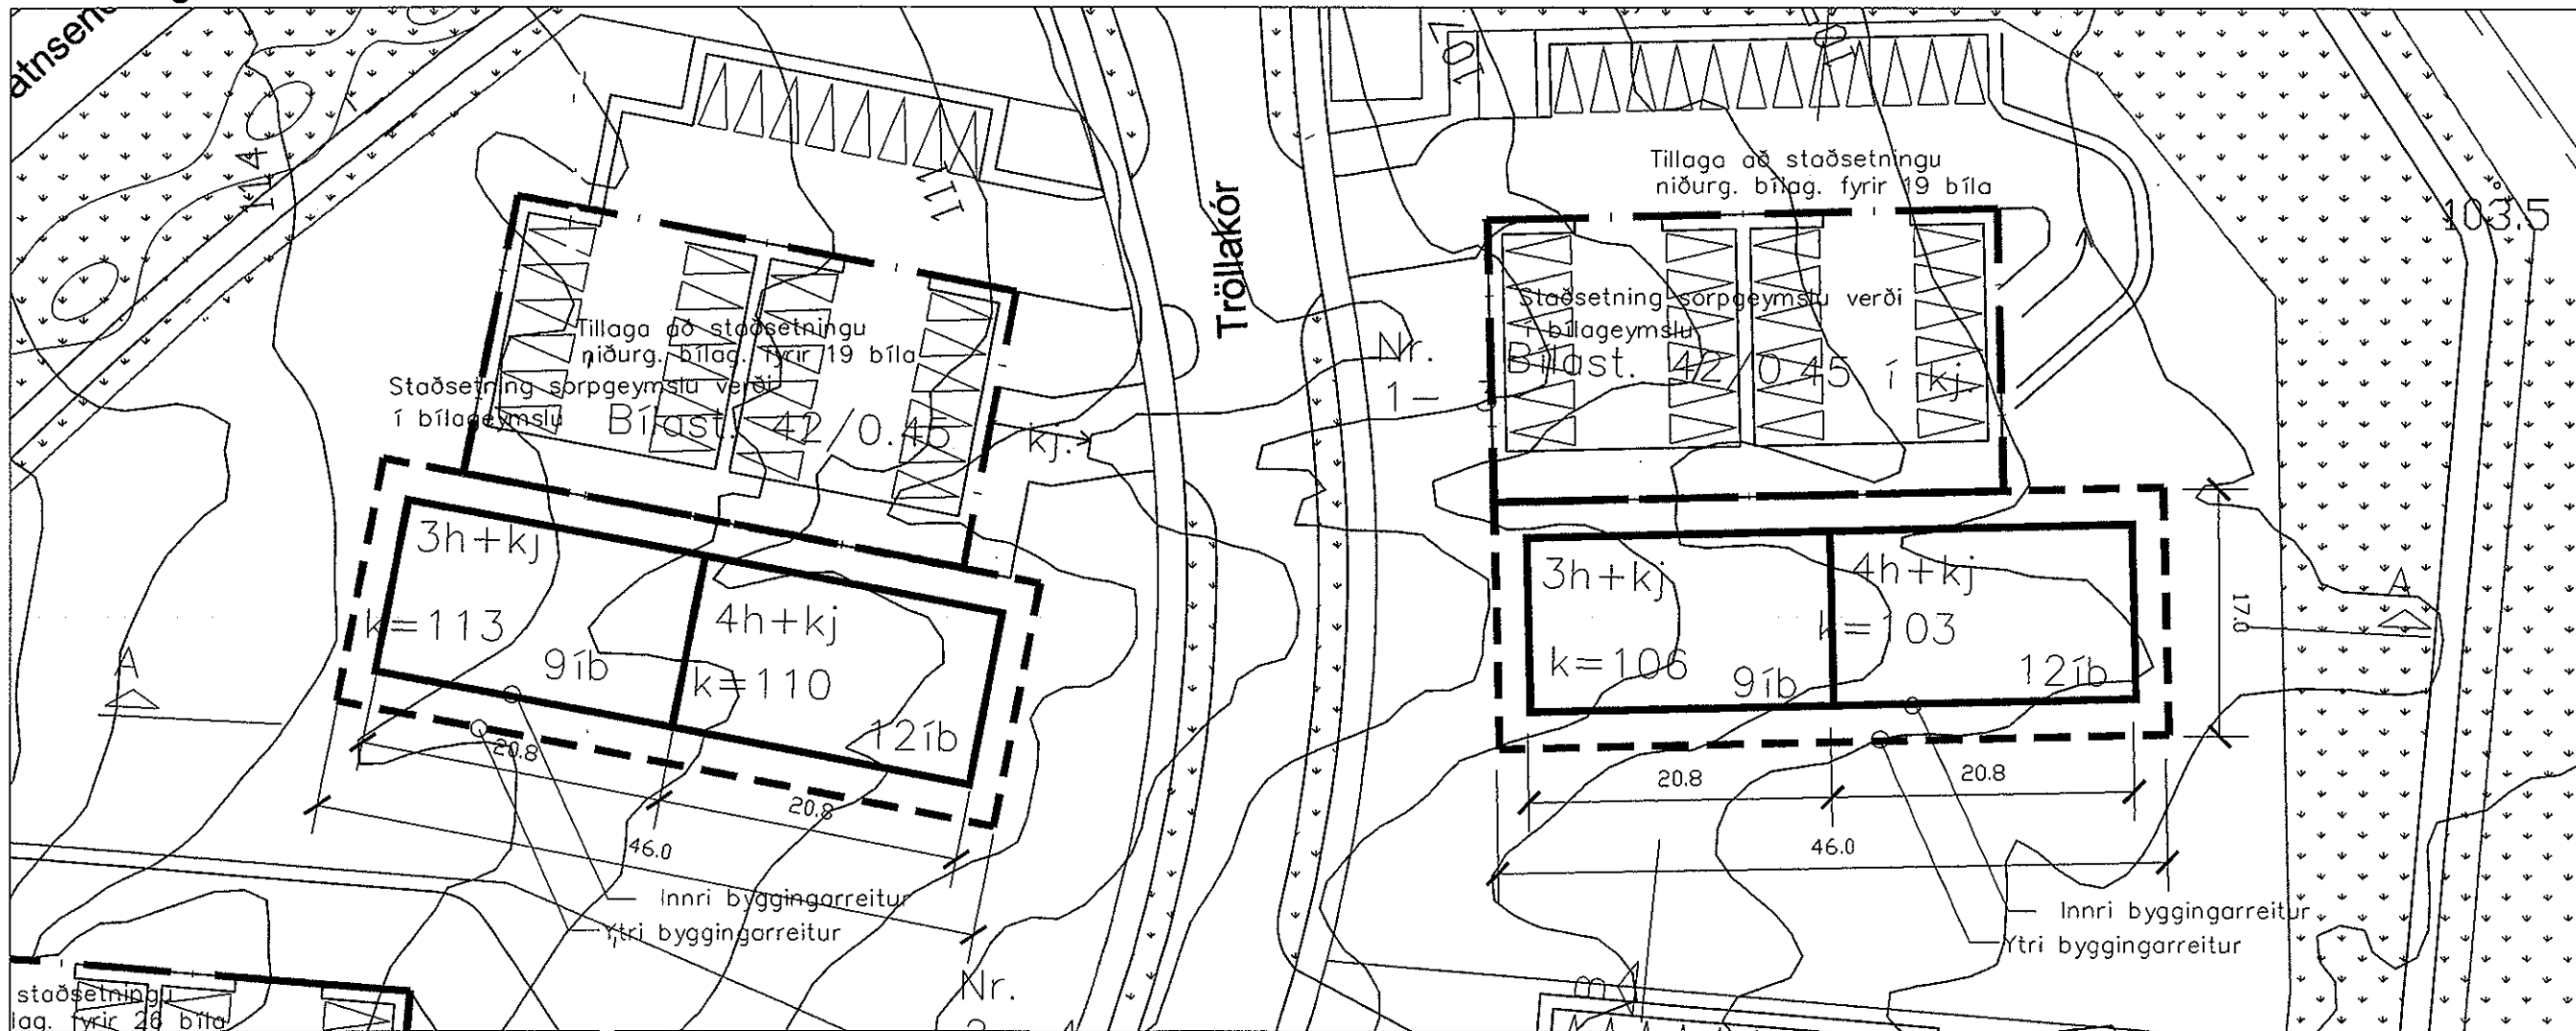 114
111
Tillaga að staðsetningu
niðurg. bílag. fyrir 19 bíla
Staðsetning sorpgeymslu verði
í bílageymslu
Bílast. 42/0.45
kj.
3h+kj
k=113
9íb
4h+kj
k=110
12íb
A
20.8
20.8
46.0
Innri byggingarreitur
Ytri byggingarreitur
staðsetningu
fyrir 26 bíla
Nr.
Tröllakór
Nr.
1-
107
Tillaga að staðsetningu
niðurg. bílag. fyrir 19 bíla
103.5
Staðsetning sorpgeymslu verði
í bílageymslu
Bílast. 42/0.45 í kj.
3h+kj
k=106
9íb
4h+kj
k=103
12íb
17.0
A
20.8
20.8
46.0
Innri byggingarreitur
Ytri byggingarreitur